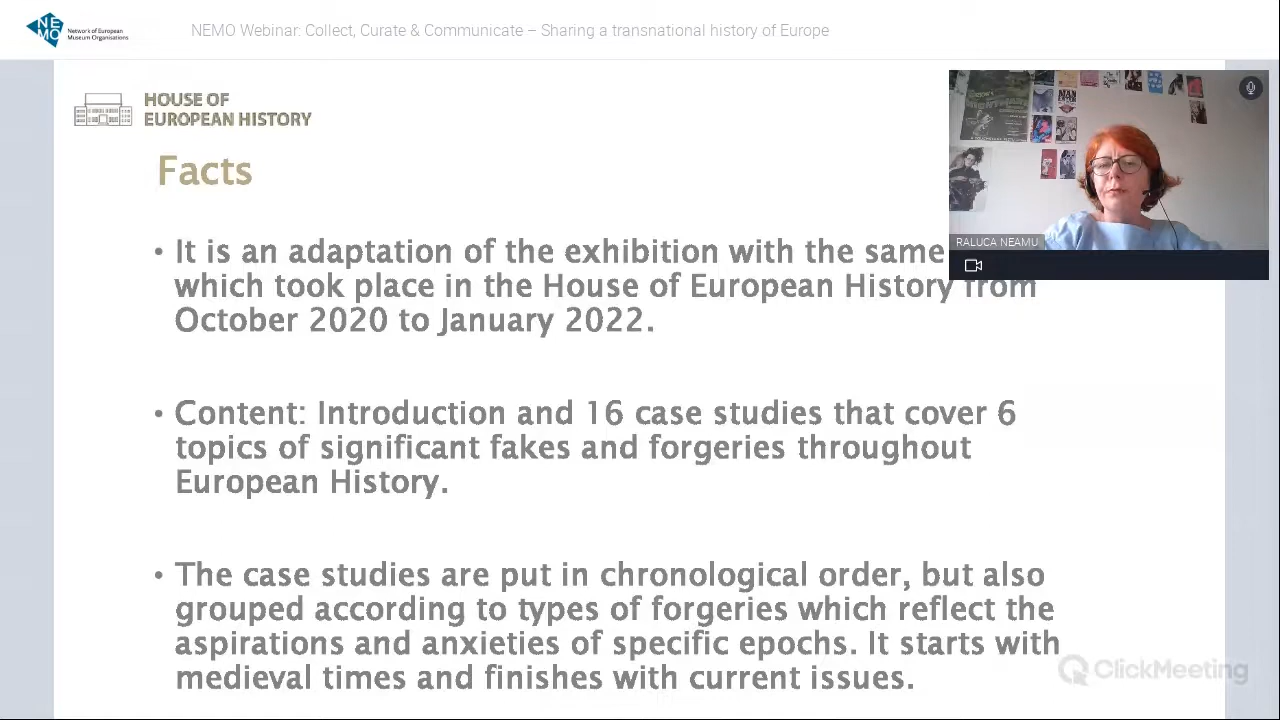 NEMO
Network of European
Museum Organisations
NEMO Webinar: Collect, Curate & Communicate – Sharing a transnational history of Europe
HOUSE OF
EUROPEAN HISTORY
Facts
• It is an adaptation of the exhibition with the same
which took place in the House of European History from
October 2020 to January 2022.
• Content: Introduction and 16 case studies that cover 6
topics of significant fakes and forgeries throughout
European History.
• The case studies are put in chronological order, but also
grouped according to types of forgeries which reflect the
aspirations and anxieties of specific epochs. It starts with
medieval times and finishes with current issues.
RALUCA NEAMU
ClickMeeting